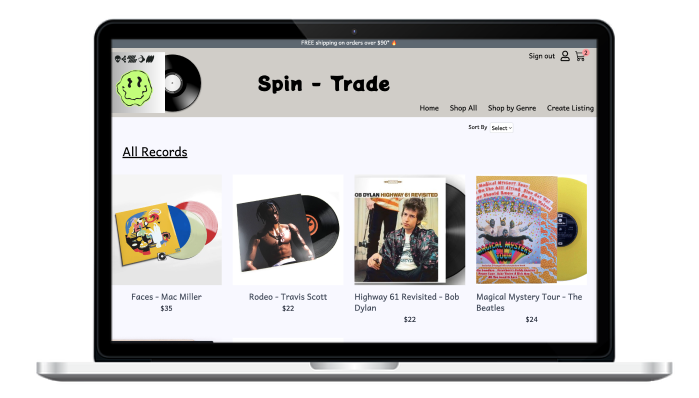 FREE shipping on orders over $90* 🔥
Sign out
2
Spin - Trade
Home Shop All Shop by Genre Create Listing
Sort By Select
All Records
BOB DYLAN HIGHWAY 61 REVISITED
MAGICAL MYSTERY TOUR
Faces - Mac Miller
$35
Rodeo - Travis Scott
$22
Highway 61 Revisited - Bob
Dylan
$22
Magical Mystery Tour - The
Beatles
$24